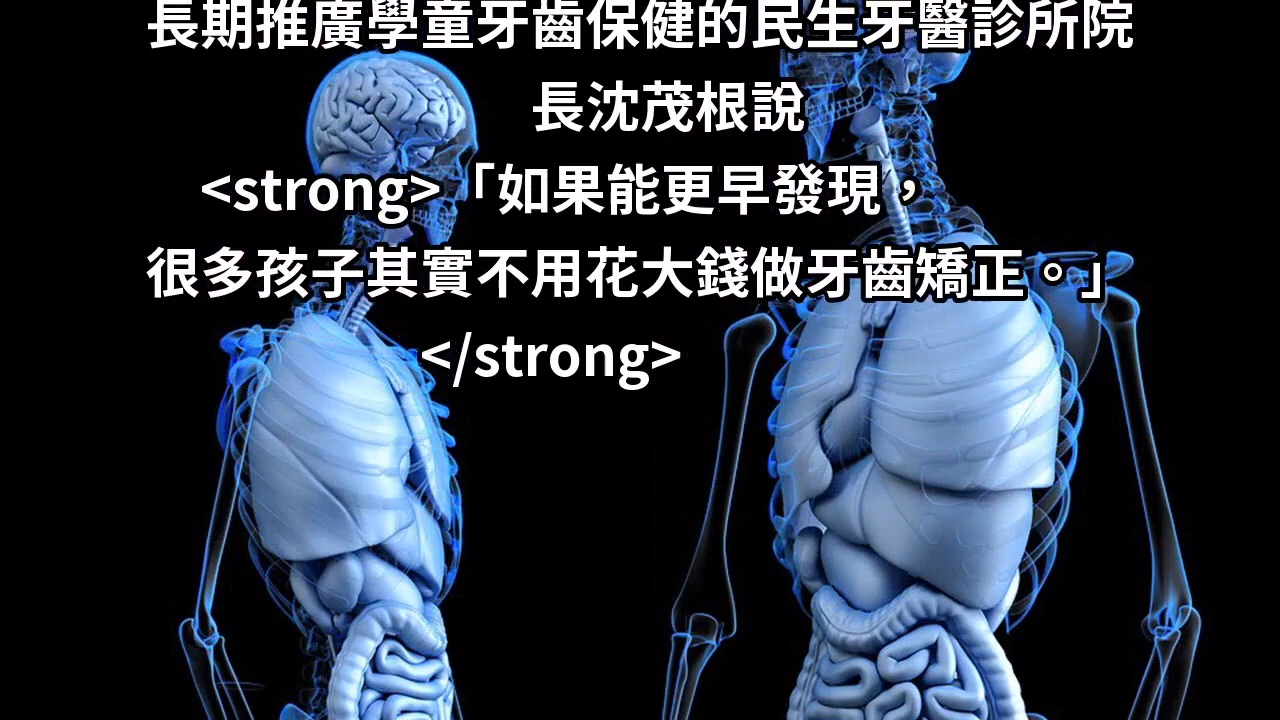 長期推廣學童牙齒保健的民生牙醫診所院
長沈茂根說
<strong>「如果能更早發現，
很多孩子其實不用花大錢做牙齒矯正。」
</strong>